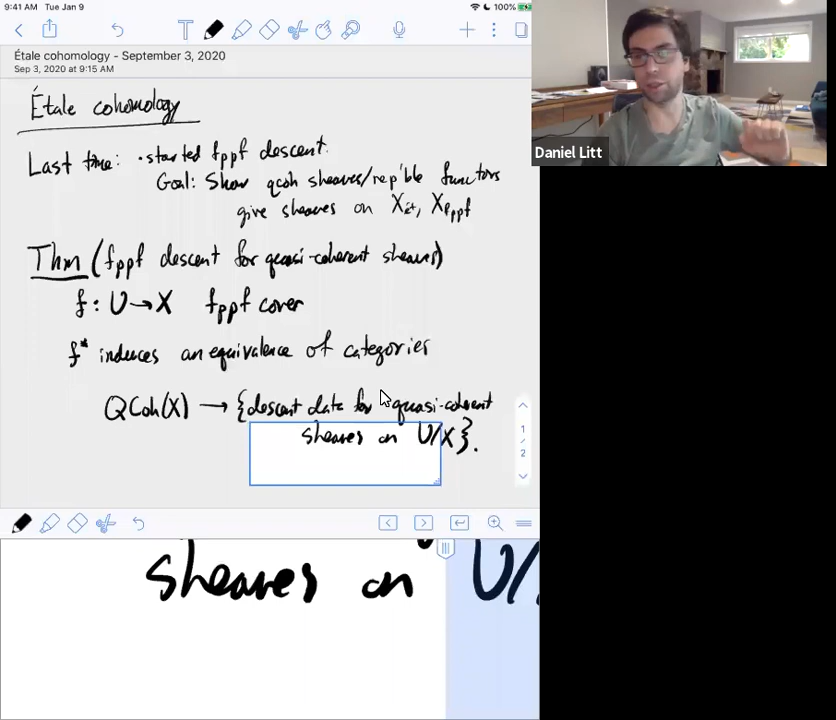 9:41 AM Tue Jan 9
100%
Étale cohomology - September 3, 2020
Sep 3, 2020 at 9:15 AM
Étale cohomology
Last time: • started fppf descent.
Goal: Show qcoh sheaves/rep'ble functors
give sheaves on X_ét, X_fppf
Thm (fppf descent for quasi-coherent sheaves)
f: U → X fppf cover
f* induces an equivalence of categories
QCoh(X) → {descent data for quasi-coherent
sheaves on U/X}.
1
/
2
sheaves on U/
Daniel Litt